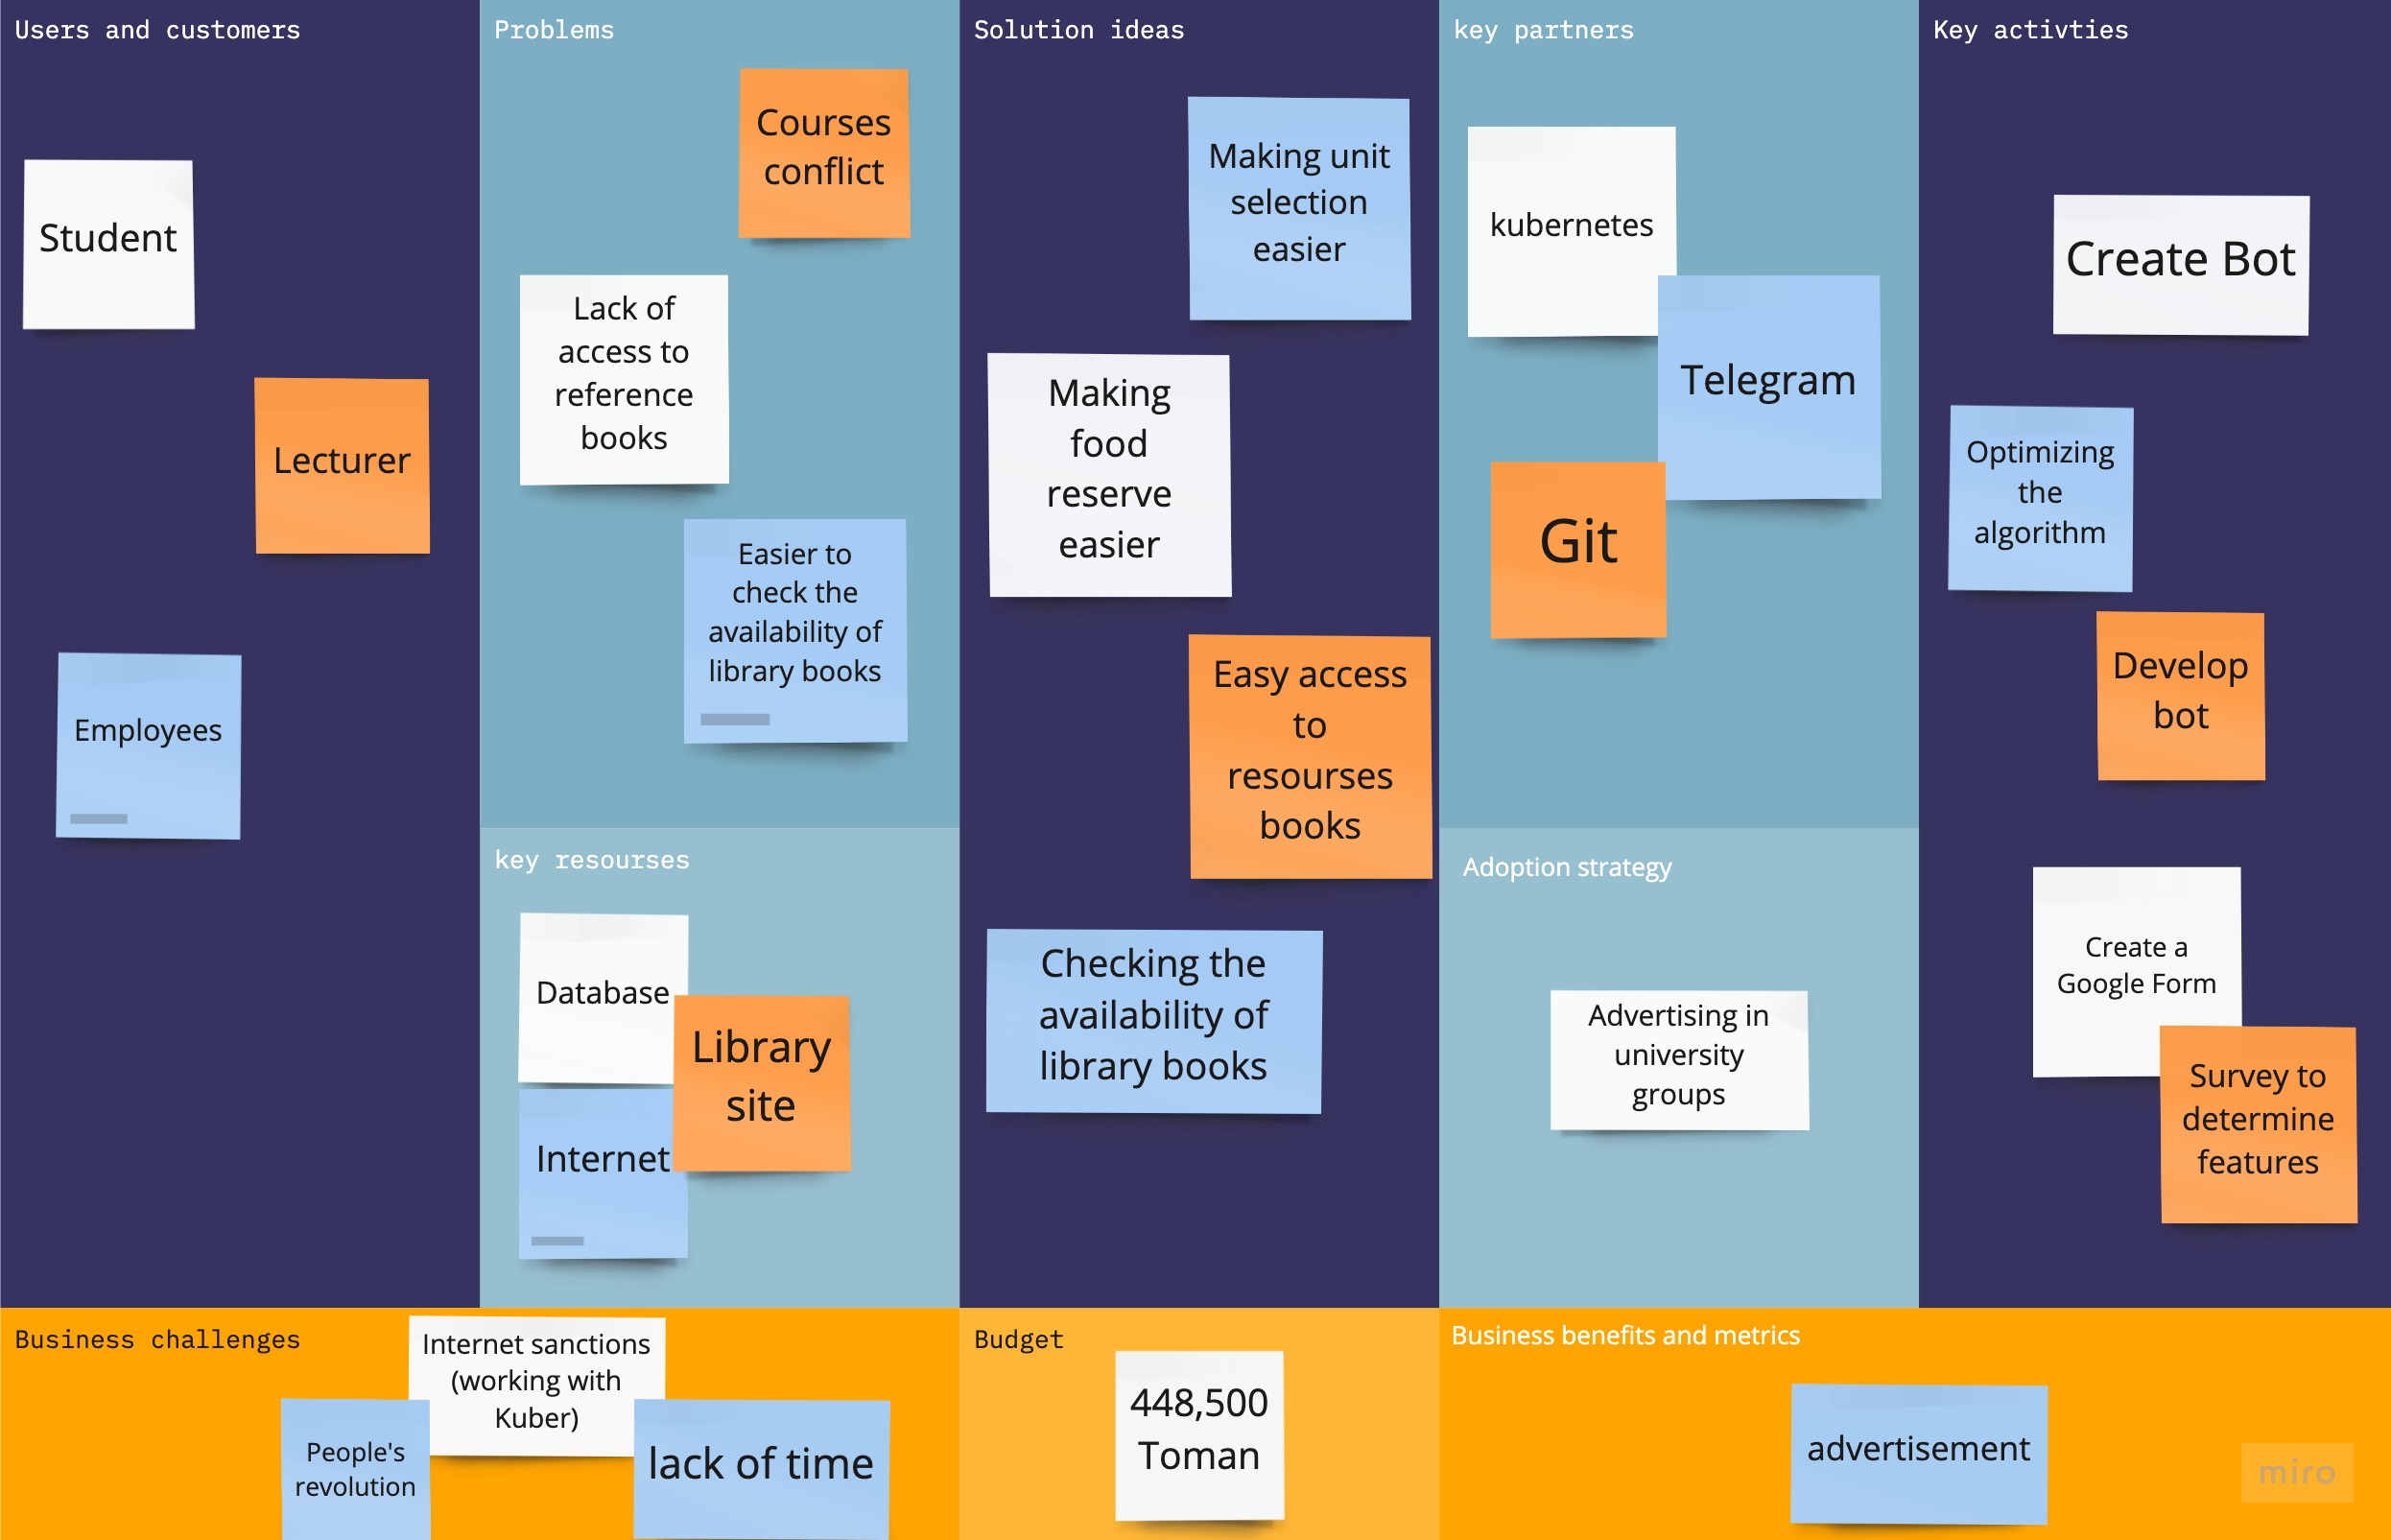 Users and customers
Student
Lecturer
Employees
Problems
Courses
conflict
Lack of
access to
reference
books
Easier to
check the
availability of
library books
key resourses
Database
Library
site
Internet
Solution ideas
Making unit
selection
easier
Making
food
reserve
easier
Easy access
to
resourses
books
Checking the
availability of
library books
key partners
kubernetes
Telegram
Git
Adoption strategy
Advertising in
university
groups
Key activties
Create Bot
Optimizing
the
algorithm
Develop
bot
Create a
Google Form
Survey to
determine
features
Business challenges
Internet sanctions
(working with
Kuber)
People's
revolution
lack of time
Budget
448,500
Toman
Business benefits and metrics
advertisement
miro